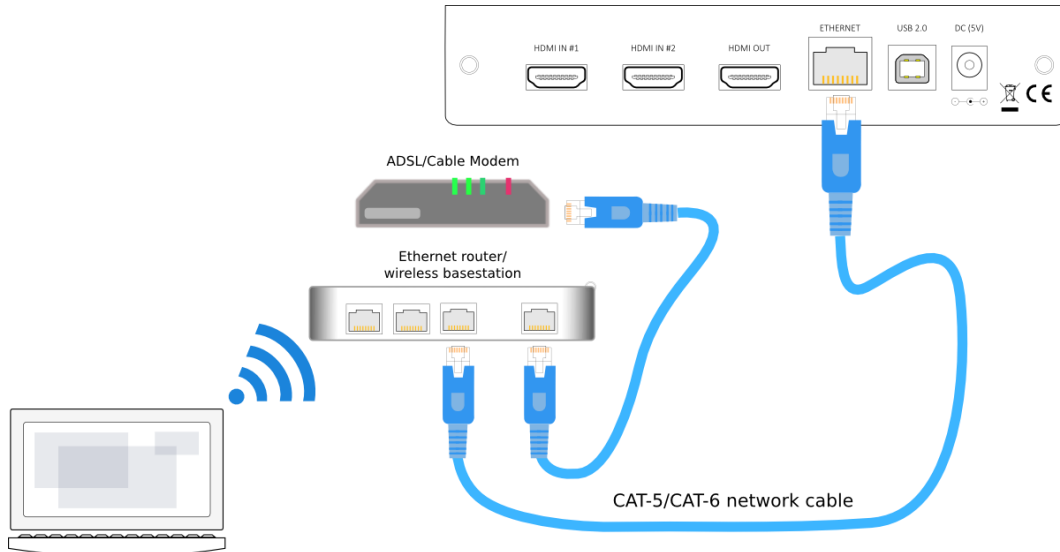 ETHERNET
USB 2.0
DC (5V)
HDMI IN #1
HDMI IN #2
HDMI OUT
CE
ADSL/Cable Modem
Ethernet router/
wireless basestation
CAT-5/CAT-6 network cable